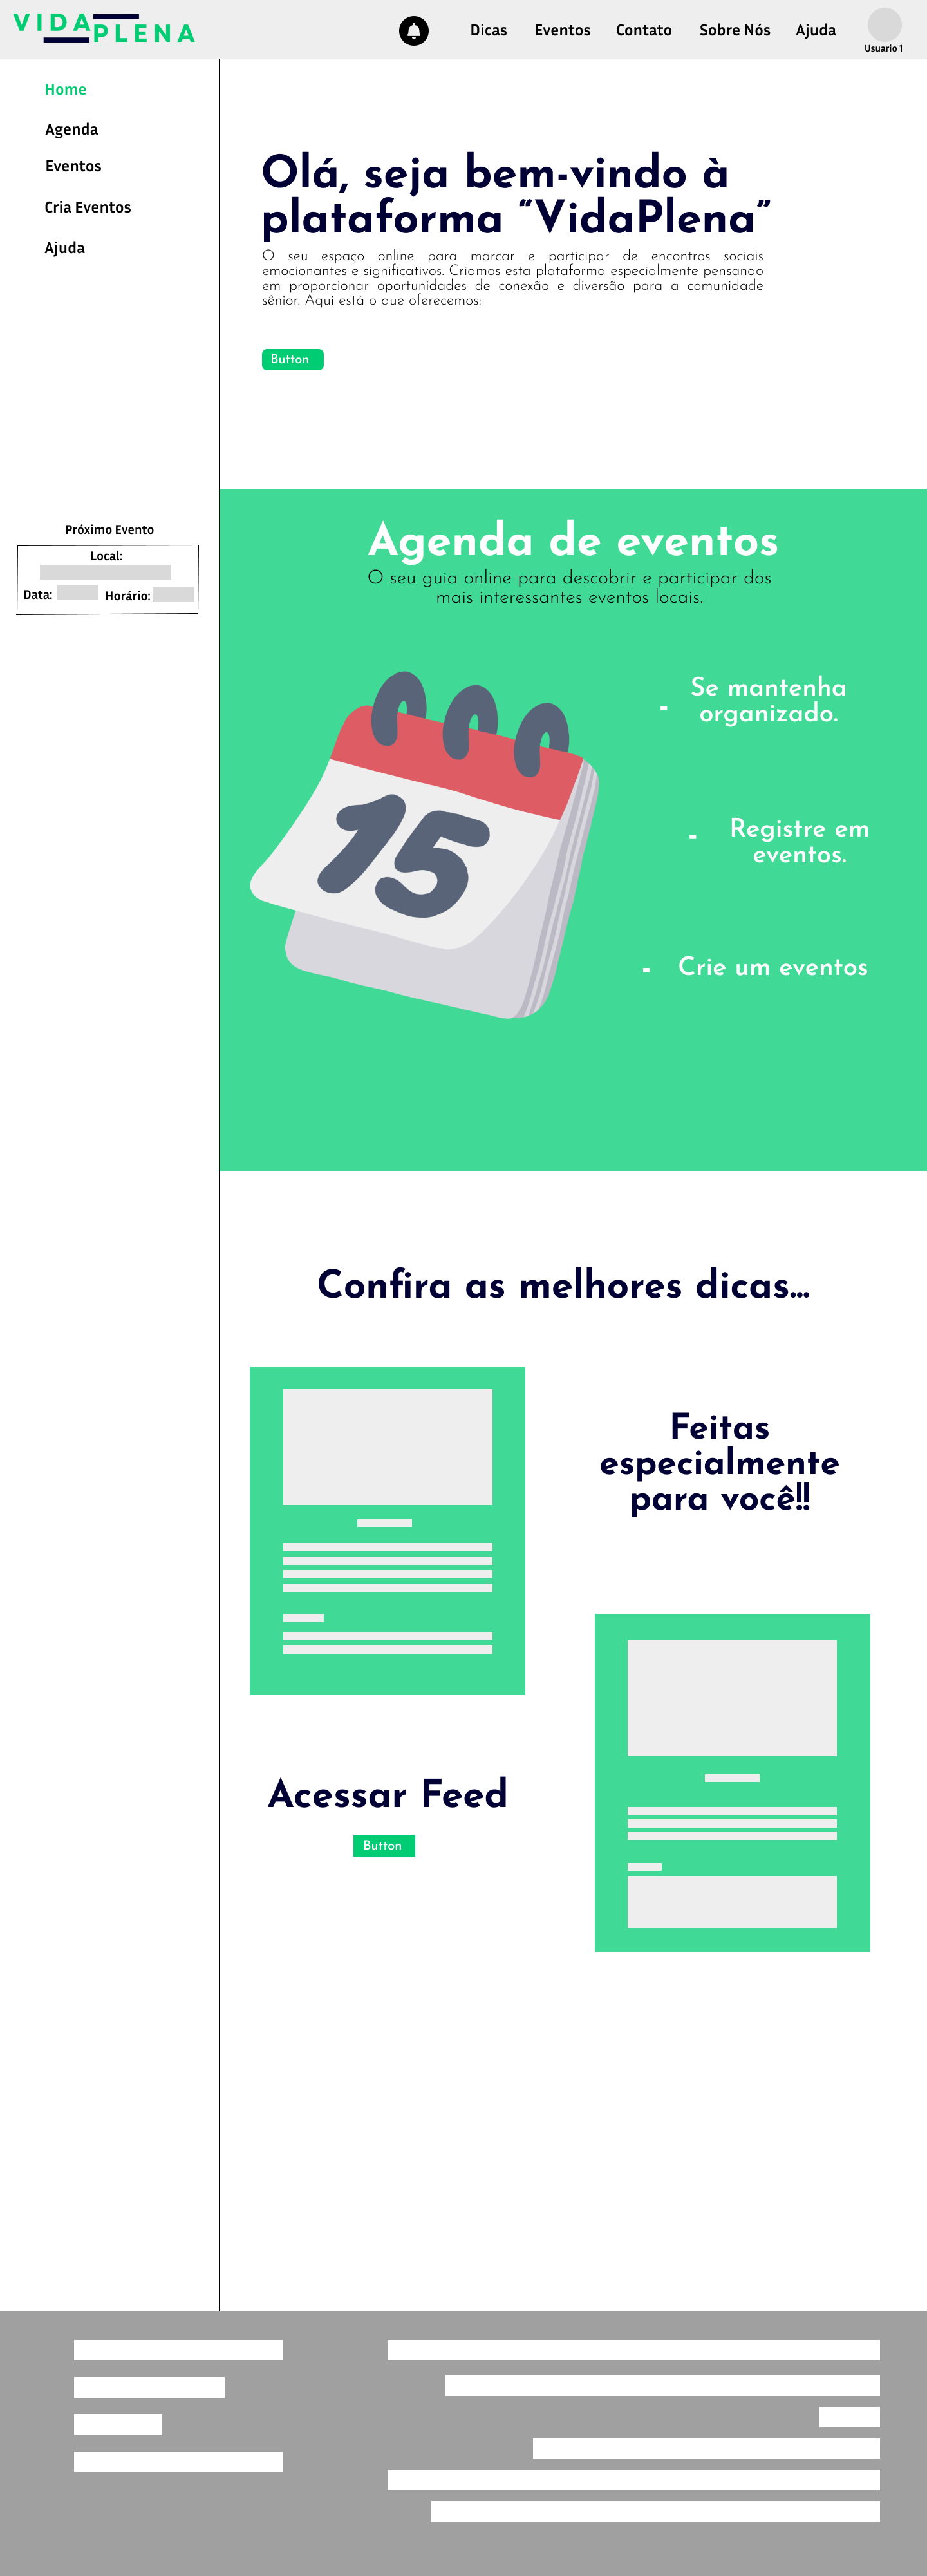 VIDA
PLENA
Dicas
Eventos
Contato
Sobre Nós
Ajuda
Usuario 1
Home
Agenda
Eventos
Cria Eventos
Ajuda
Próximo Evento
Local:
Data:
Horário:
Olá, seja bem-vindo à
plataforma “VidaPlena”
O seu espaço online para marcar e participar de encontros sociais
emocionantes e significativos. Criamos esta plataforma especialmente pensando
em proporcionar oportunidades de conexão e diversão para a comunidade
sênior. Aqui está o que oferecemos:
Button
Agenda de eventos
O seu guia online para descobrir e participar dos
mais interessantes eventos locais.
15
- Se mantenha
organizado.
- Registre em
eventos.
- Crie um eventos
Confira as melhores dicas...
Feitas
especialmente
para você!!
Acessar Feed
Button